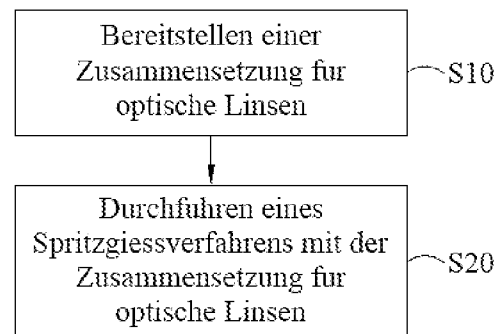 Bereitstellen einer
Zusammensetzung fur
optische Linsen
S10
Durchfuhren eines
Spritzgiessverfahrens mit der
Zusammensetzung fur
optische Linsen
S20